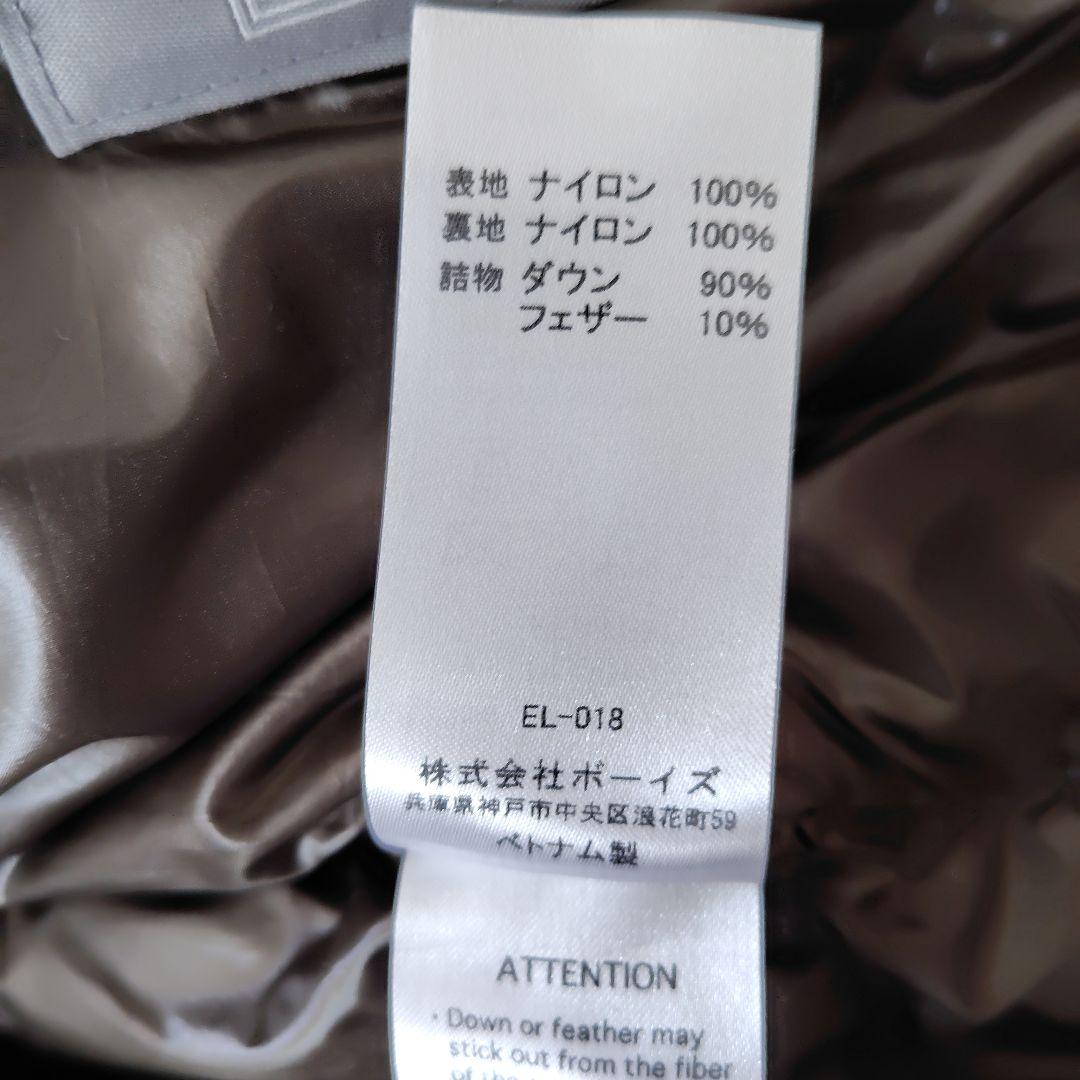 表地 ナイロン 100%
裏地 ナイロン 100%
詰物 ダウン 90%
フェザー 10%
EL-018
株式会社ボーイズ
兵庫県神戸市中央区浪花町59
ベトナム製
ATTENTION
・Down or feather may
stick out from the fiber
of the